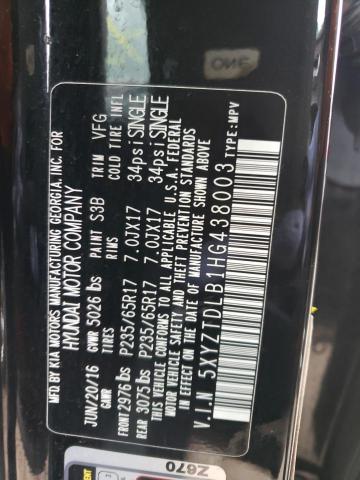 MFD BY KIA MOTORS MANUFACTURING GEORGIA, INC. FOR
HYUNDAI MOTOR COMPANY
JUN/20/16 GVWR 5026 lbs PAINT S3B TRIM VFG
GAWR RIMS COLD TIRE INFL
FRONT 2976 lbs P235/65R17 7.0JX17 34psi SINGLE
REAR 3075 lbs P235/65R17 7.0JX17 34psi SINGLE
THIS VEHICLE CONFORMS TO ALL APPLICABLE U.S.A. FEDERAL
MOTOR VEHICLE SAFETY AND THEFT PREVENTION STANDARDS
IN EFFECT ON THE DATE OF MANUFACTURE SHOWN ABOVE
V.I.N. 5XYZTDLB1HG438003 TYPE:MPV
Z670